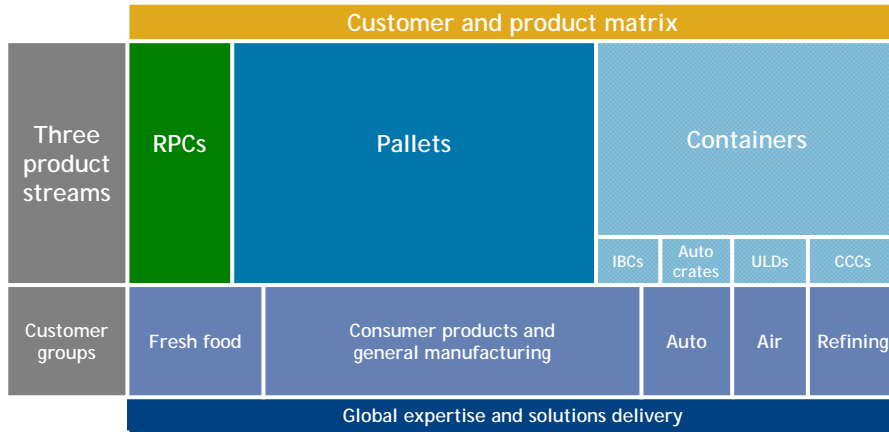 Customer and product matrix
Three
product
streams
RPCs
Pallets
Containers
IBCs
Auto
crates
ULDs
CCCs
Customer
groups
Fresh food
Consumer products and
general manufacturing
Auto
Air
Refining
Global expertise and solutions delivery